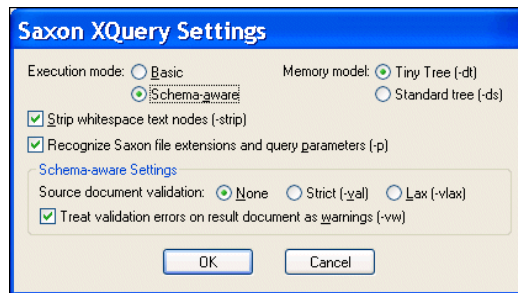 Saxon XQuery Settings
Execution mode: Basic Memory model: Tiny Tree (-dt)
Schema-aware Standard tree (-ds)
Strip whitespace text nodes (-strip)
Recognize Saxon file extensions and query parameters (-p)
Schema-aware Settings
Source document validation: None Strict (-val) Lax (-vlax)
Treat validation errors on result document as warnings (-vw)
OK Cancel